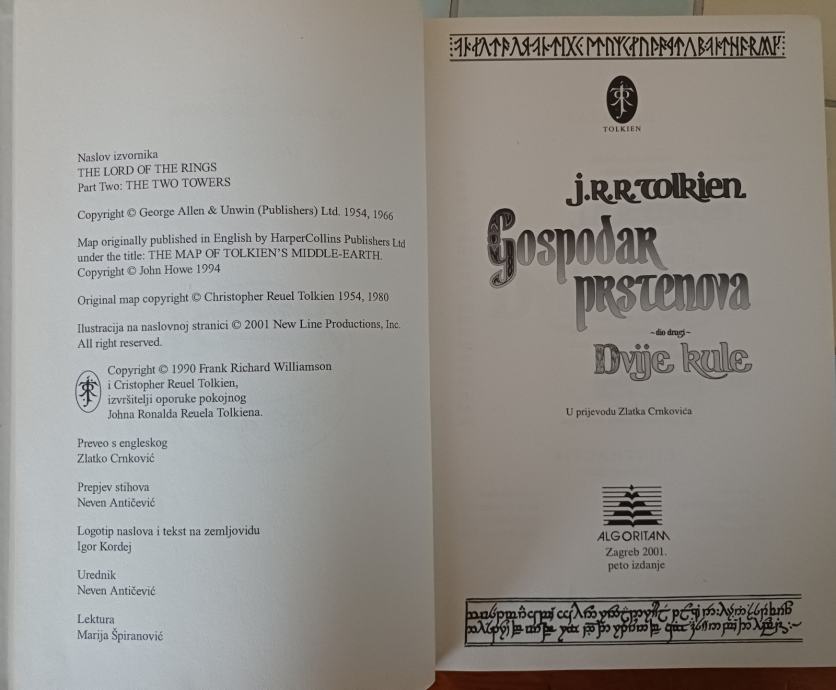 Naslov izvornika
THE LORD OF THE RINGS
Part Two: THE TWO TOWERS
Copyright © George Allen & Unwin (Publishers) Ltd. 1954, 1966
Map originally published in English by HarperCollins Publishers Ltd
under the title: THE MAP OF TOLKIEN'S MIDDLE-EARTH.
Copyright © John Howe 1994
Original map copyright © Christopher Reuel Tolkien 1954, 1980
Ilustracija na naslovnoj stranici © 2001 New Line Productions, Inc.
All right reserved.
Copyright © 1990 Frank Richard Williamson
i Cristopher Reuel Tolkien,
izvršitelji oporuke pokojnog
Johna Ronalda Reuela Tolkiena.
Preveo s engleskog
Zlatko Crnković
Prepjev stihova
Neven Antičević
Logotip naslova i tekst na zemljovidu
Igor Kordej
Urednik
Neven Antičević
Lektura
Marija Špiranović
TOLKIEN
J.R.R. Tolkien
Gospodar
prstenova
~dio drugi~
Dvije kule
U prijevodu Zlatka Crnkovića
ALGORITAM
Zagreb 2001.
peto izdanje